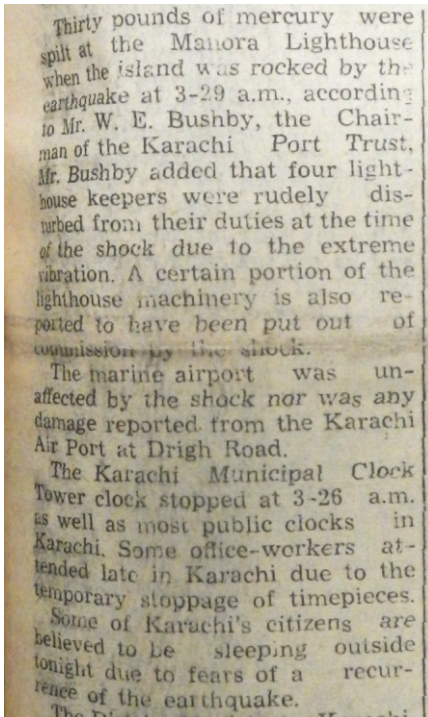 Thirty pounds of mercury were
spilt at the Manora Lighthouse
when the island was rocked by the
earthquake at 3-29 a.m., according
to Mr. W. E. Bushby, the Chair-
man of the Karachi Port Trust.
Mr. Bushby added that four light-
house keepers were rudely dis-
turbed from their duties at the time
of the shock due to the extreme
vibration. A certain portion of the
lighthouse machinery is also re-
ported to have been put out of
commission by the shock.
The marine airport was un-
affected by the shock nor was any
damage reported from the Karachi
Air Port at Drigh Road.
The Karachi Municipal Clock
Tower clock stopped at 3-26 a.m.
as well as most public clocks in
Karachi. Some office-workers at-
tended late in Karachi due to the
temporary stoppage of timepieces.
Some of Karachi's citizens are
believed to be sleeping outside
tonight due to fears of a recur-
rence of the earthquake.